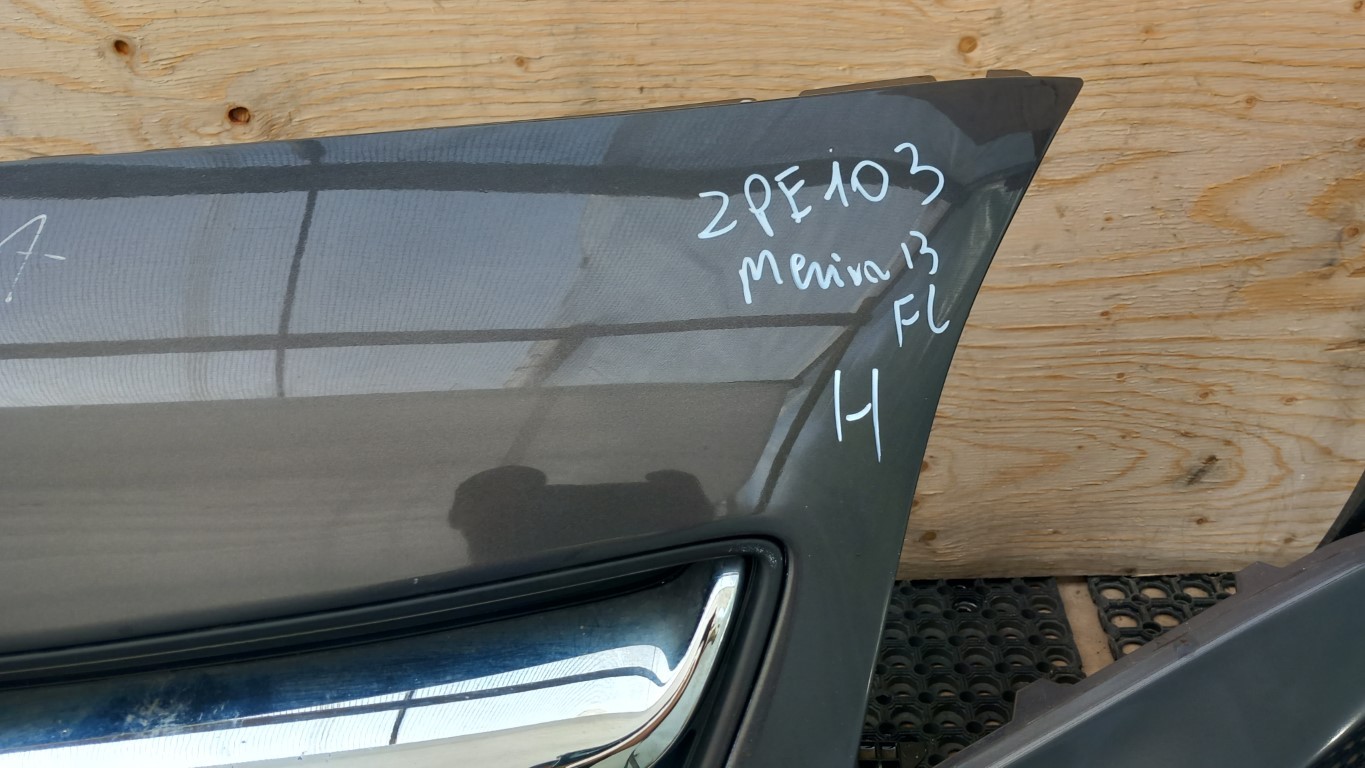 A
ZPE103
Meriva 13
FL
H